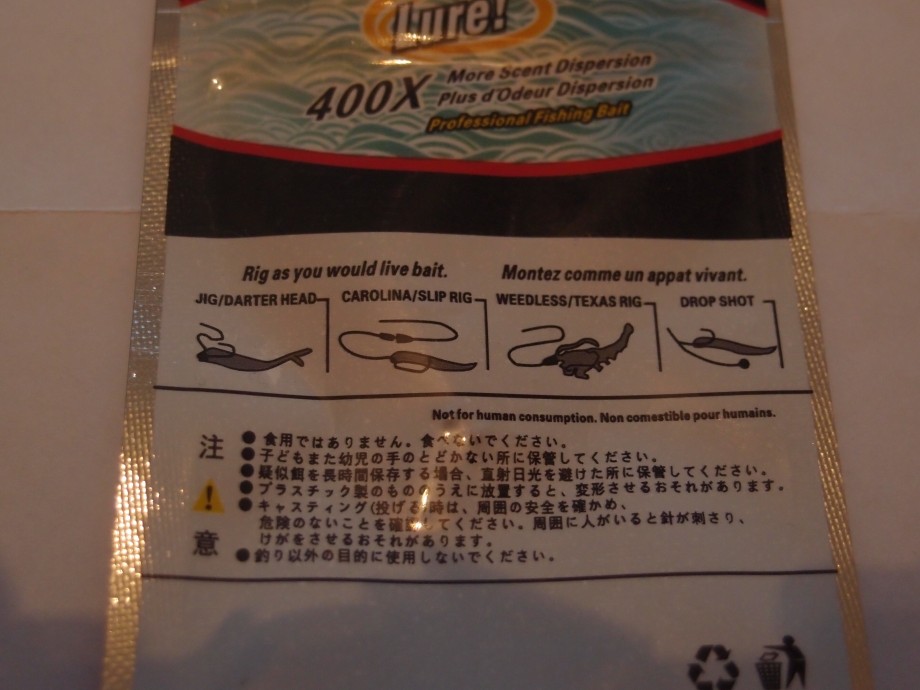 Lure!
400X More Scent Dispersion
Plus d'Odeur Dispersion
Professional Fishing Bait
Rig as you would live bait. Montez comme un appat vivant.
JIG/DARTER HEAD CAROLINA/SLIP RIG WEEDLESS/TEXAS RIG DROP SHOT
Not for human consumption. Non comestible pour humains.
注意
●食用ではありません。食べないでください。
●子どもまた幼児の手のとどかない所に保管してください。
●疑似餌を長時間保存する場合、直射日光を避けた所に保管してください。
●プラスチック製のもののうえに放置すると、変形させるおそれがあります。
●キャスティング(投げる)時は、周囲の安全を確かめ、
危険のないことを確認してください。周囲に人がいると針が刺さり、
けがをさせるおそれがあります。
●釣り以外の目的に使用しないでください。